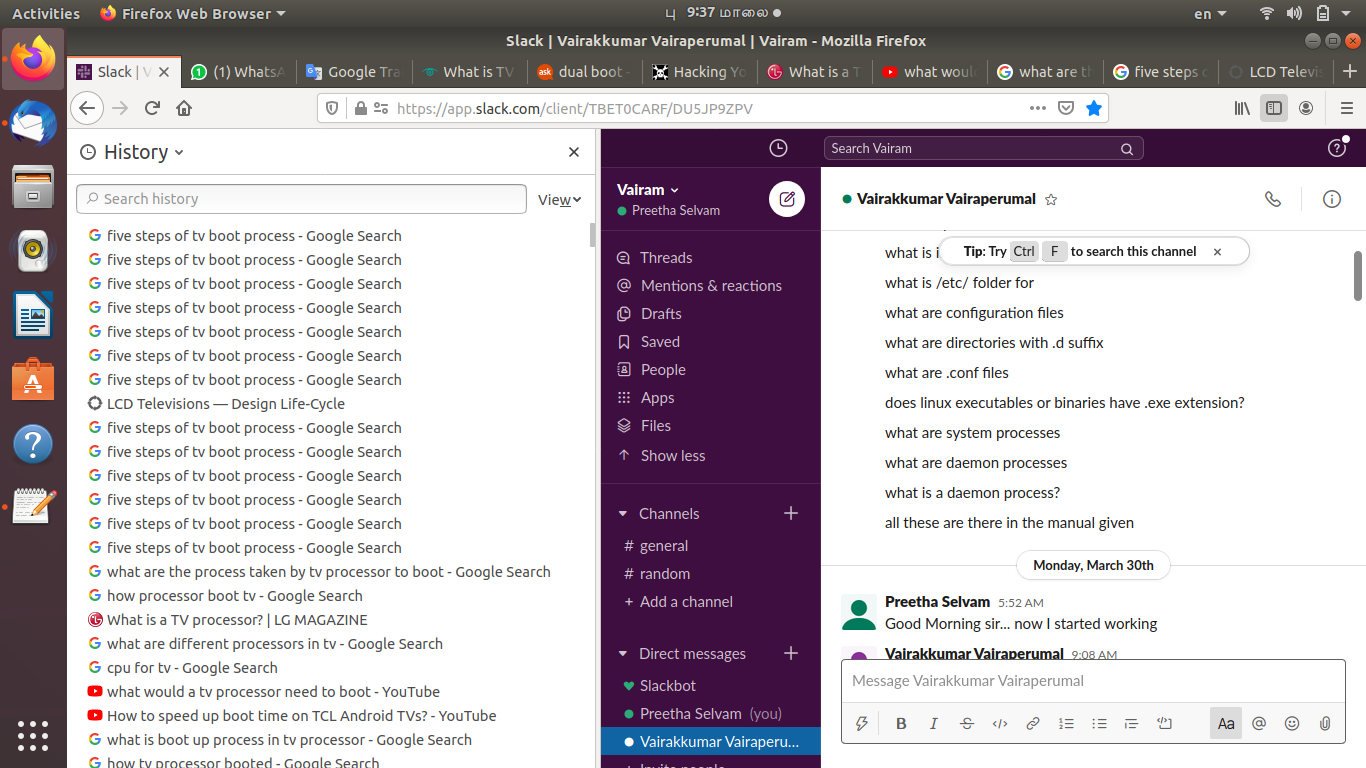 Activities Firefox Web Browser பு 9:37 மாலை en
Slack | Vairakkumar Vairaperumal | Vairam - Mozilla Firefox
Slack | V (1) WhatsA Google Tra What is TV dual boot - Hacking Yo What is a T what woul what are th five steps o LCD Televis
https://app.slack.com/client/TBET0CARF/DU5JP9ZPV
History
Search history View
five steps of tv boot process - Google Search
five steps of tv boot process - Google Search
five steps of tv boot process - Google Search
five steps of tv boot process - Google Search
five steps of tv boot process - Google Search
five steps of tv boot process - Google Search
five steps of tv boot process - Google Search
LCD Televisions — Design Life-Cycle
five steps of tv boot process - Google Search
five steps of tv boot process - Google Search
five steps of tv boot process - Google Search
five steps of tv boot process - Google Search
five steps of tv boot process - Google Search
five steps of tv boot process - Google Search
what are the process taken by tv processor to boot - Google Search
how processor boot tv - Google Search
What is a TV processor? | LG MAGAZINE
what are different processors in tv - Google Search
cpu for tv - Google Search
what would a tv processor need to boot - YouTube
How to speed up boot time on TCL Android TVs? - YouTube
what is boot up process in tv processor - Google Search
how tv processor booted - Google Search
Search Vairam
Vairam
Preetha Selvam
Threads
Mentions & reactions
Drafts
Saved
People
Apps
Files
Show less
Channels +
# general
# random
+ Add a channel
Direct messages +
Slackbot
Preetha Selvam (you)
Vairakkumar Vairaperu...
+ Invite people
Vairakkumar Vairaperumal
what is i
Tip: Try Ctrl F to search this channel ×
what is /etc/ folder for
what are configuration files
what are directories with .d suffix
what are .conf files
does linux executables or binaries have .exe extension?
what are system processes
what are daemon processes
what is a daemon process?
all these are there in the manual given
Monday, March 30th
Preetha Selvam 5:52 AM
Good Morning sir... now I started working
Vairakkumar Vairaperumal 9:08 AM
Message Vairakkumar Vairaperumal
B I S Aa @